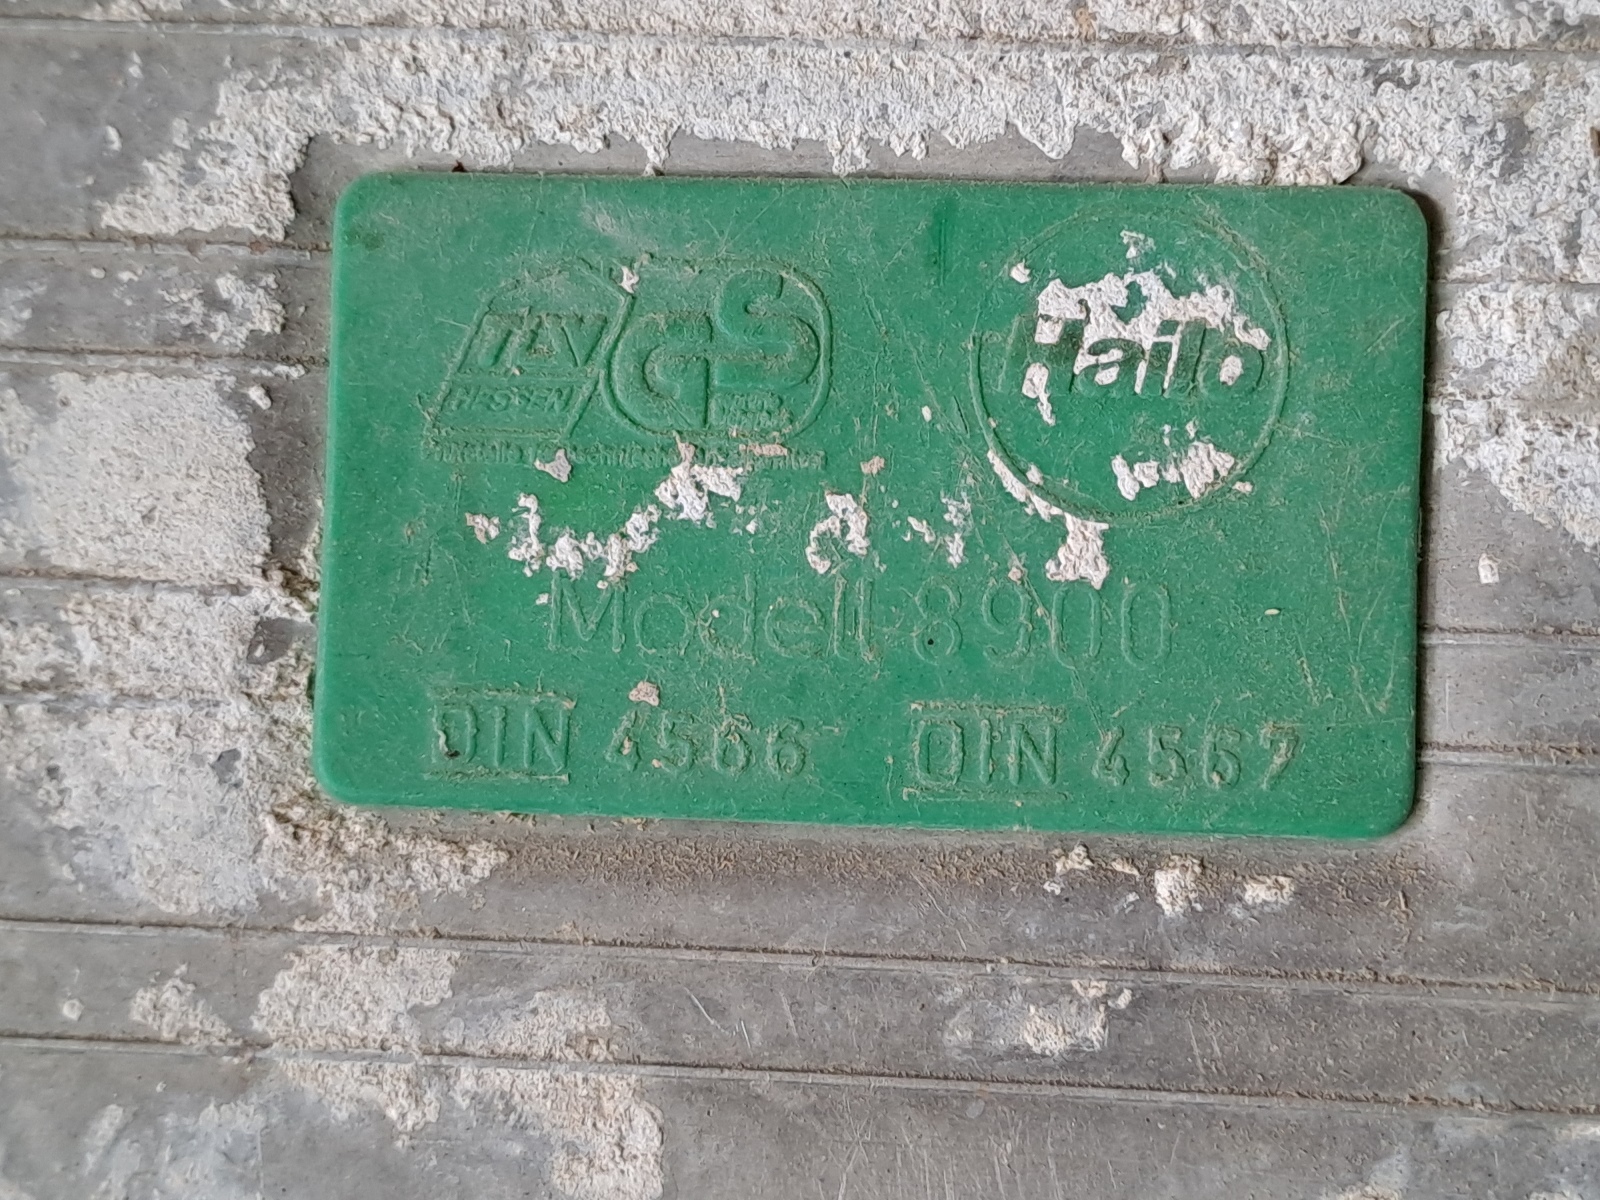 TÜV
HESSEN
GS
Hailo
Modell 8900
DIN 4566 DIN 4567